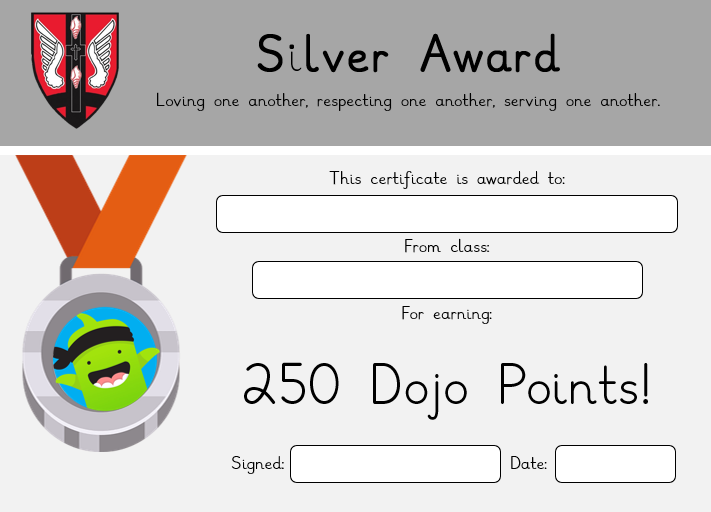 Silver Award
Loving one another, respecting one another, serving one another.
This certificate is awarded to:
From class:
For earning:
250 Dojo Points!
Signed:
Date: